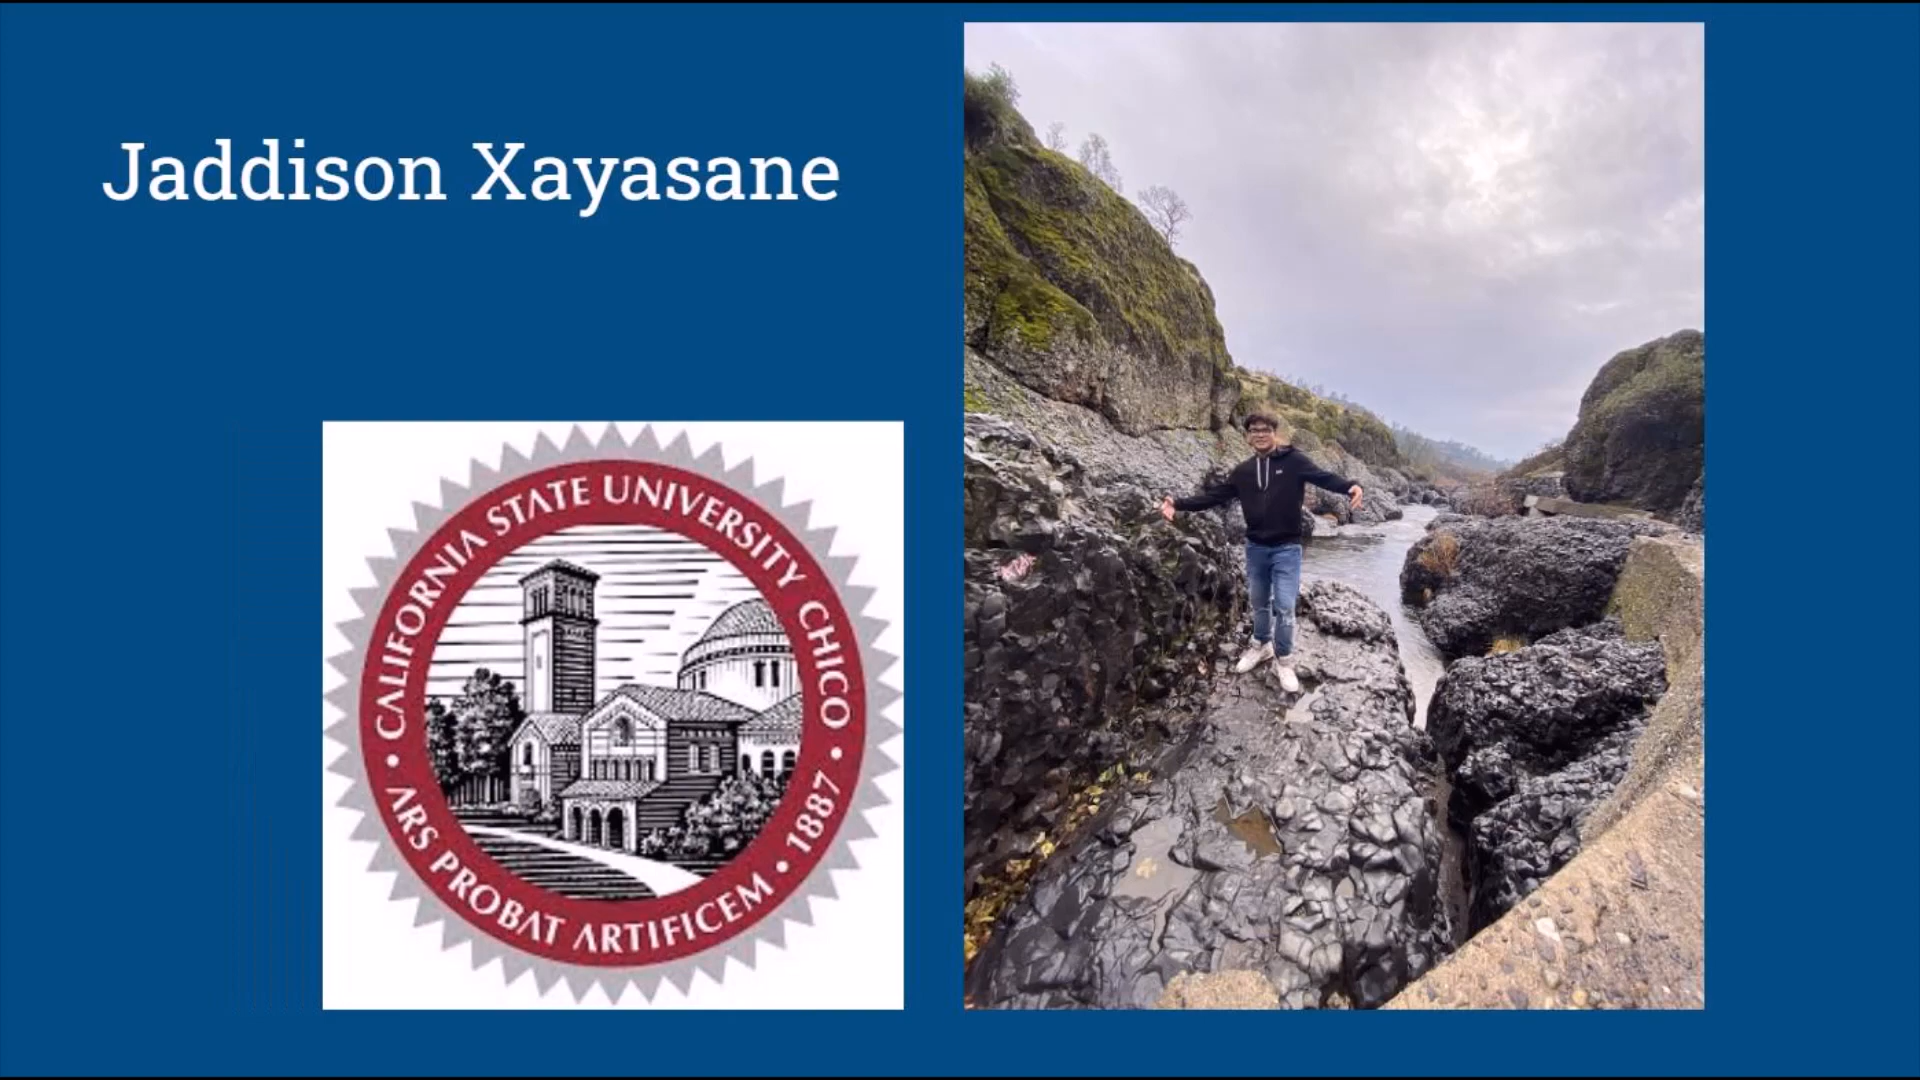 Jaddison Xayasane
CALIFORNIA STATE UNIVERSITY CHICO
• ARS PROBAT ARTIFICEM • 1887 •